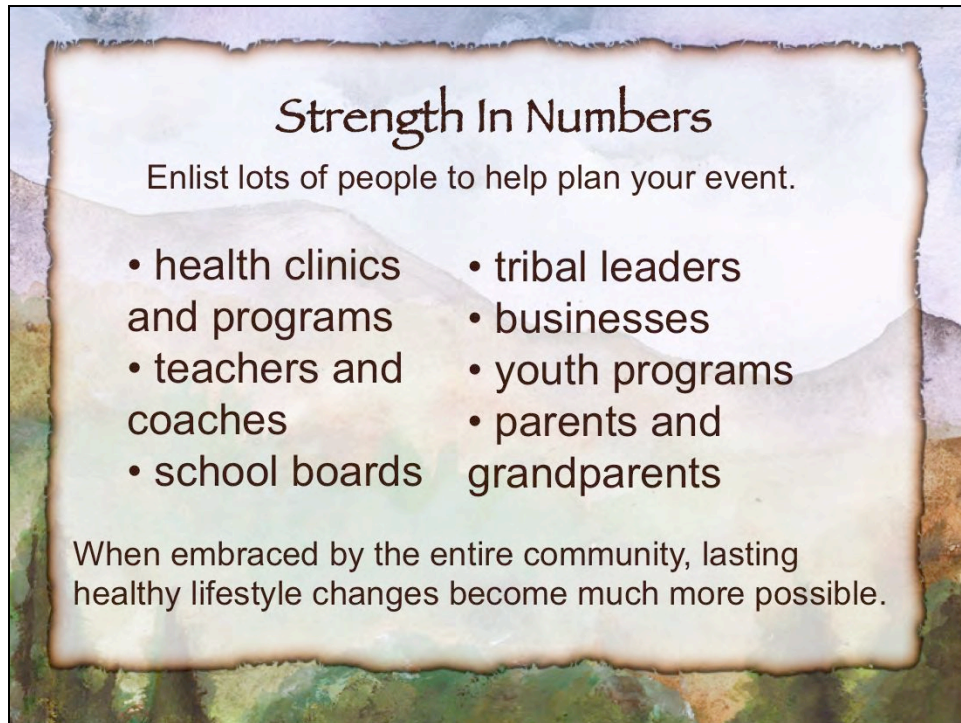 Strength In Numbers
Enlist lots of people to help plan your event.
• health clinics
and programs
• teachers and
coaches
• school boards
• tribal leaders
• businesses
• youth programs
• parents and
grandparents
When embraced by the entire community, lasting
healthy lifestyle changes become much more possible.